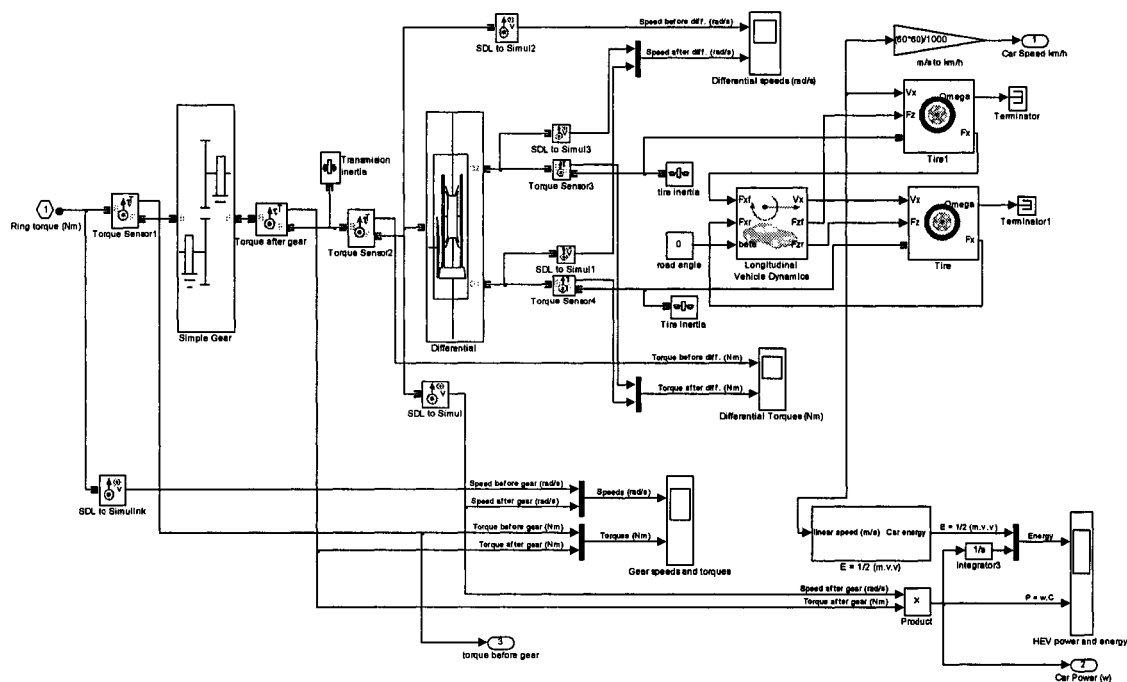 Speed before diff. (rad/s)
SDL to Simul2
Speed after diff. (rad/s)
Differential speeds (rad/s)
(60*60)/1000
m/s to km/h
1
Car Speed km/h
Vx
Fz
Omega
Fx
Tire1
Terminator
Transmision
inertia
SDL to Simul3
Torque Sensor3
tire inertia
1
Ring torque (Nm)
Torque Sensor1
Simple Gear
Torque after gear
Torque Sensor2
Differential
SDL to Simul1
Torque Sensor4
Tire Inertia
0
road angle
Fxf
Fxr
beta
Vx
Fzf
Fzr
Longitudinal
Vehicle Dynamics
Vx
Fz
Omega
Fx
Tire
Terminator1
Torque before diff. (Nm)
Torque after diff. (Nm)
Differential Torques (Nm)
SDL to Simul
SDL to Simulink
Speed before gear (rad/s)
Speed after gear (rad/s)
Speeds (rad/s)
Torque before gear (Nm)
Torque after gear (Nm)
Torques (Nm)
Gear speeds and torques
linear speed (m/s)
Car energy
E = 1/2 (m.v.v)
E = 1/2 (m.v.v)
1/s
Integrator3
Energy
Speed after gear (rad/s)
Torque after gear (Nm)
x
Product
P = w.C
HEV power and energy
3
torque before gear
2
Car Power (w)